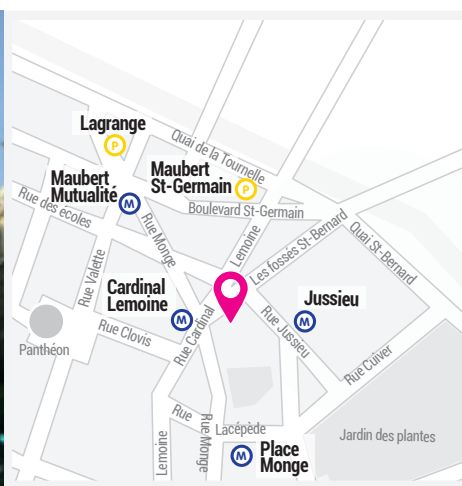 Lagrange
P
Quai de la Tournelle
Maubert
St-Germain
P
Maubert
Mutualité
M
Rue des écoles
Boulevard St-Germain
Rue Monge
Lemoine
Les fossés St-Bernard
Quai St-Bernard
Rue Valette
Cardinal
Lemoine
M
Jussieu
M
Rue Jussieu
Rue Cardinal
Rue Clovis
Panthéon
Rue Cuiver
Rue
Lacépède
Rue Monge
Lemoine
M
Place
Monge
Jardin des plantes